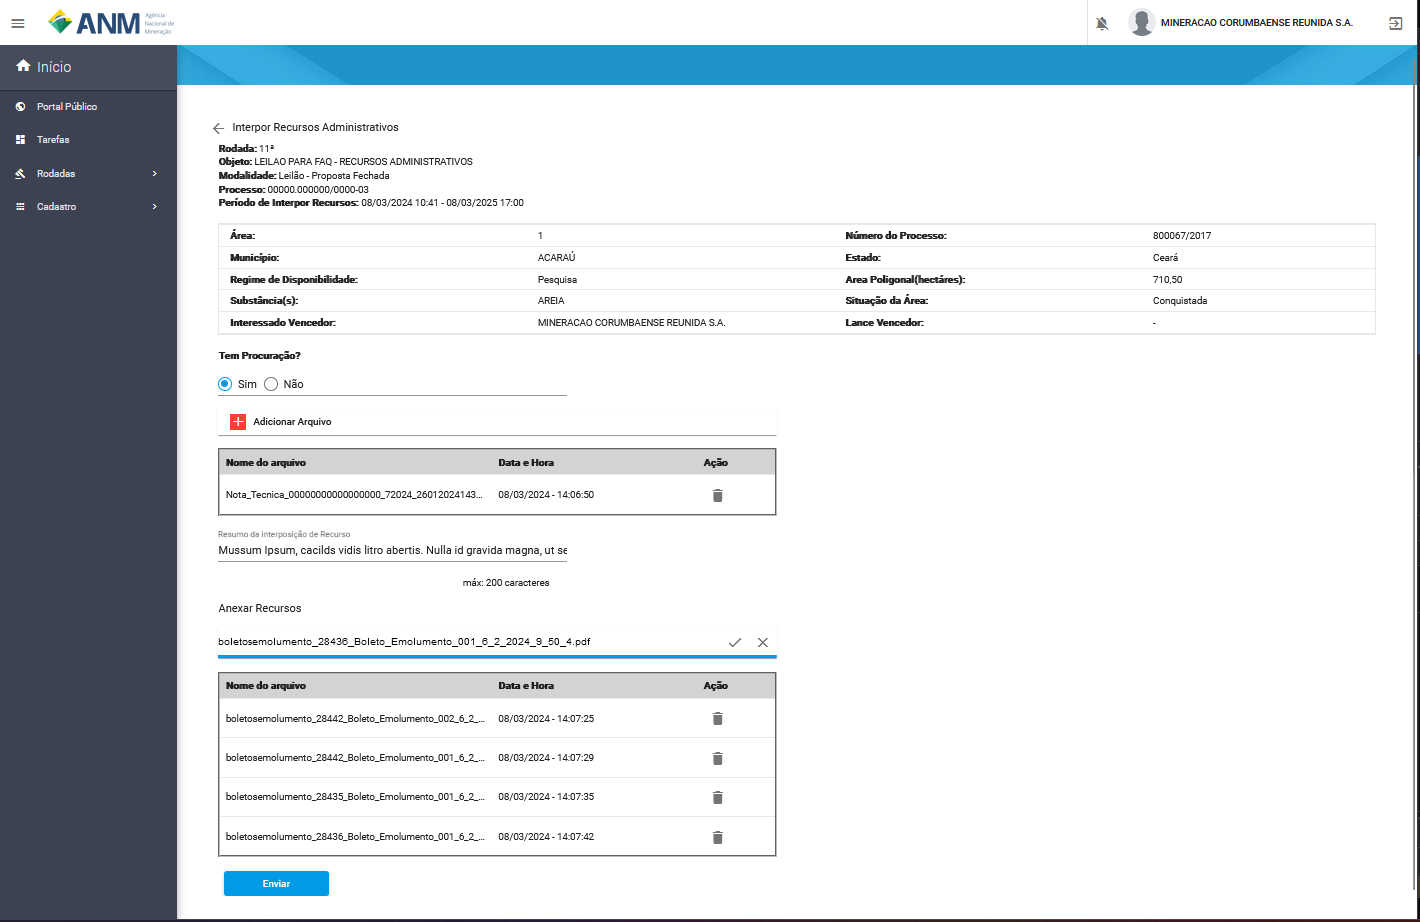 ANM Agência
Nacional de
Mineração
MINERACAO CORUMBAENSE REUNIDA S.A.
Início
Portal Público
Tarefas
Rodadas
Cadastro
Interpor Recursos Administrativos
Rodada: 11ª
Objeto: LEILAO PARA FAQ - RECURSOS ADMINISTRATIVOS
Modalidade: Leilão - Proposta Fechada
Processo: 00000.000000/0000-03
Período de Interpor Recursos: 08/03/2024 10:41 - 08/03/2025 17:00
Área: 1 Número do Processo: 800067/2017
Município: ACARAÚ Estado: Ceará
Regime de Disponibilidade: Pesquisa Area Poligonal(hectáres): 710,50
Substância(s): AREIA Situação da Área: Conquistada
Interessado Vencedor: MINERACAO CORUMBAENSE REUNIDA S.A. Lance Vencedor: -
Tem Procuração?
Sim Não
Adicionar Arquivo
Nome do arquivo Data e Hora Ação
Nota_Tecnica_00000000000000000_72024_26012024143... 08/03/2024 - 14:06:50
Resumo da interposição de Recurso
Mussum Ipsum, cacilds vidis litro abertis. Nulla id gravida magna, ut se
máx: 200 caracteres
Anexar Recursos
boletosemolumento_28436_Boleto_Emolumento_001_6_2_2024_9_50_4.pdf
Nome do arquivo Data e Hora Ação
boletosemolumento_28442_Boleto_Emolumento_002_6_2_... 08/03/2024 - 14:07:25
boletosemolumento_28442_Boleto_Emolumento_001_6_2_... 08/03/2024 - 14:07:29
boletosemolumento_28435_Boleto_Emolumento_001_6_2_... 08/03/2024 - 14:07:35
boletosemolumento_28436_Boleto_Emolumento_001_6_2_... 08/03/2024 - 14:07:42
Enviar